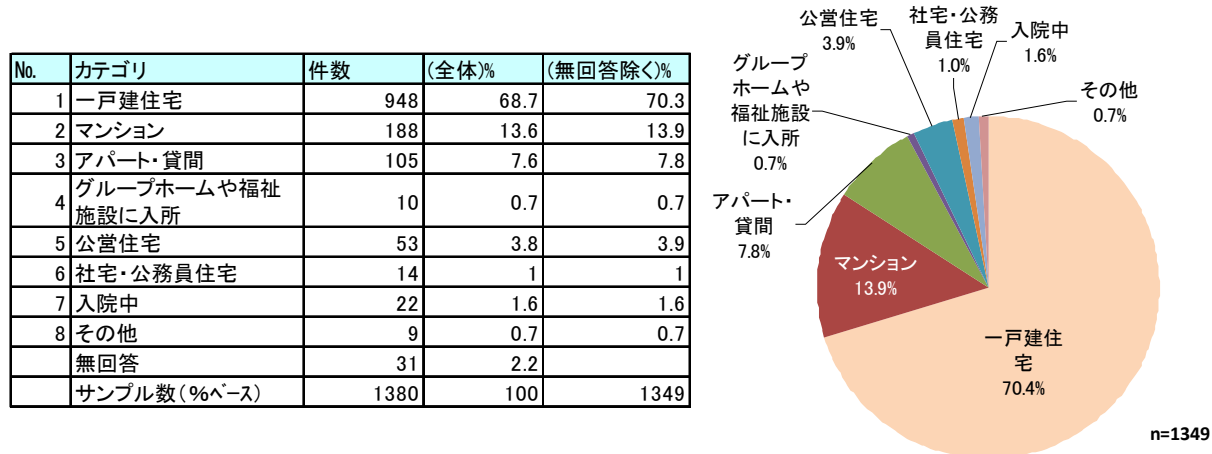 No. カテゴリ 件数 (全体)% (無回答除く)%
1 一戸建住宅 948 68.7 70.3
2 マンション 188 13.6 13.9
3 アパート・貸間 105 7.6 7.8
4 グループホームや福祉
施設に入所 10 0.7 0.7
5 公営住宅 53 3.8 3.9
6 社宅・公務員住宅 14 1 1
7 入院中 22 1.6 1.6
8 その他 9 0.7 0.7
無回答 31 2.2
サンプル数(%ベース) 1380 100 1349
公営住宅
3.9%
社宅・公務
員住宅
1.0%
入院中
1.6%
グループ
ホームや
福祉施設
に入所
0.7%
その他
0.7%
アパート・
貸間
7.8%
マンション
13.9%
一戸建住
宅
70.4%
n=1349